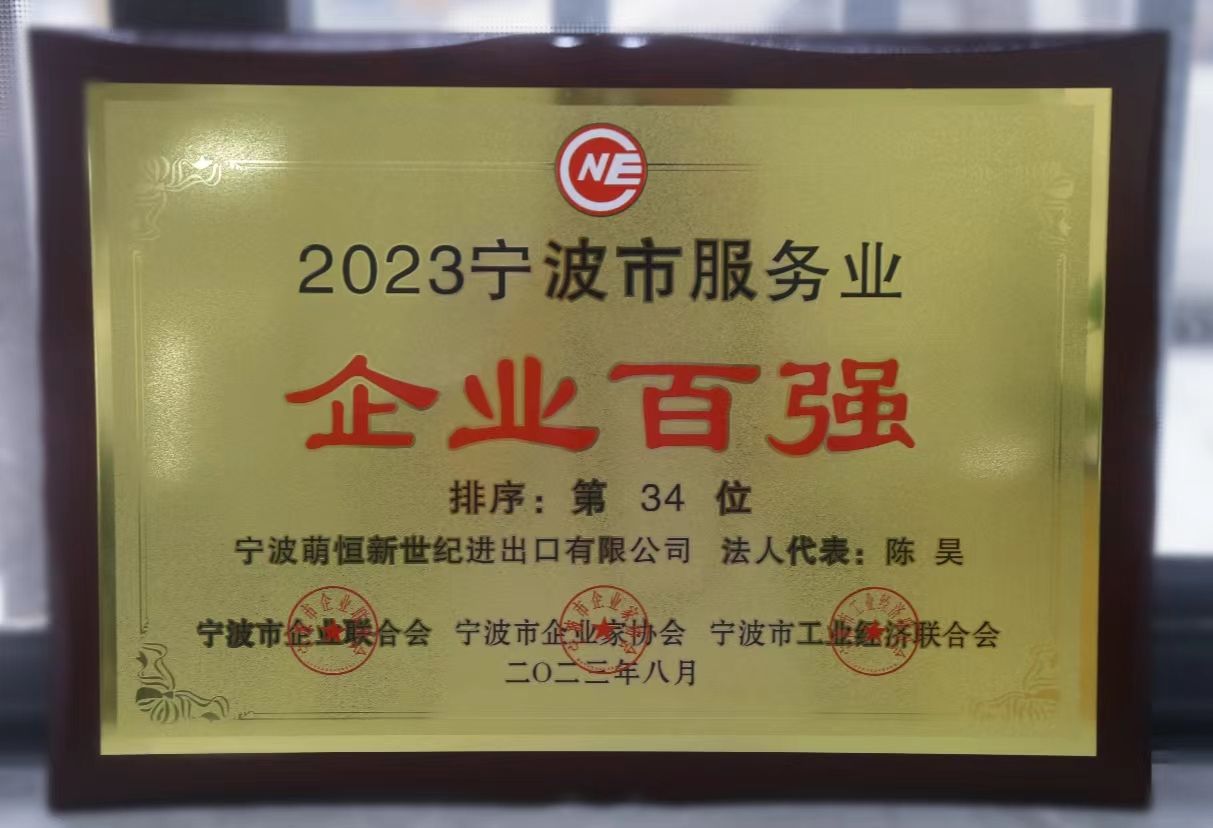 CNE
2023宁波市服务业
企业百强
排序：第 34 位
宁波萌恒新世纪进出口有限公司 法人代表：陈 昊
宁波市企业联合会 宁波市企业家协会 宁波市工业经济联合会
二〇二三年八月